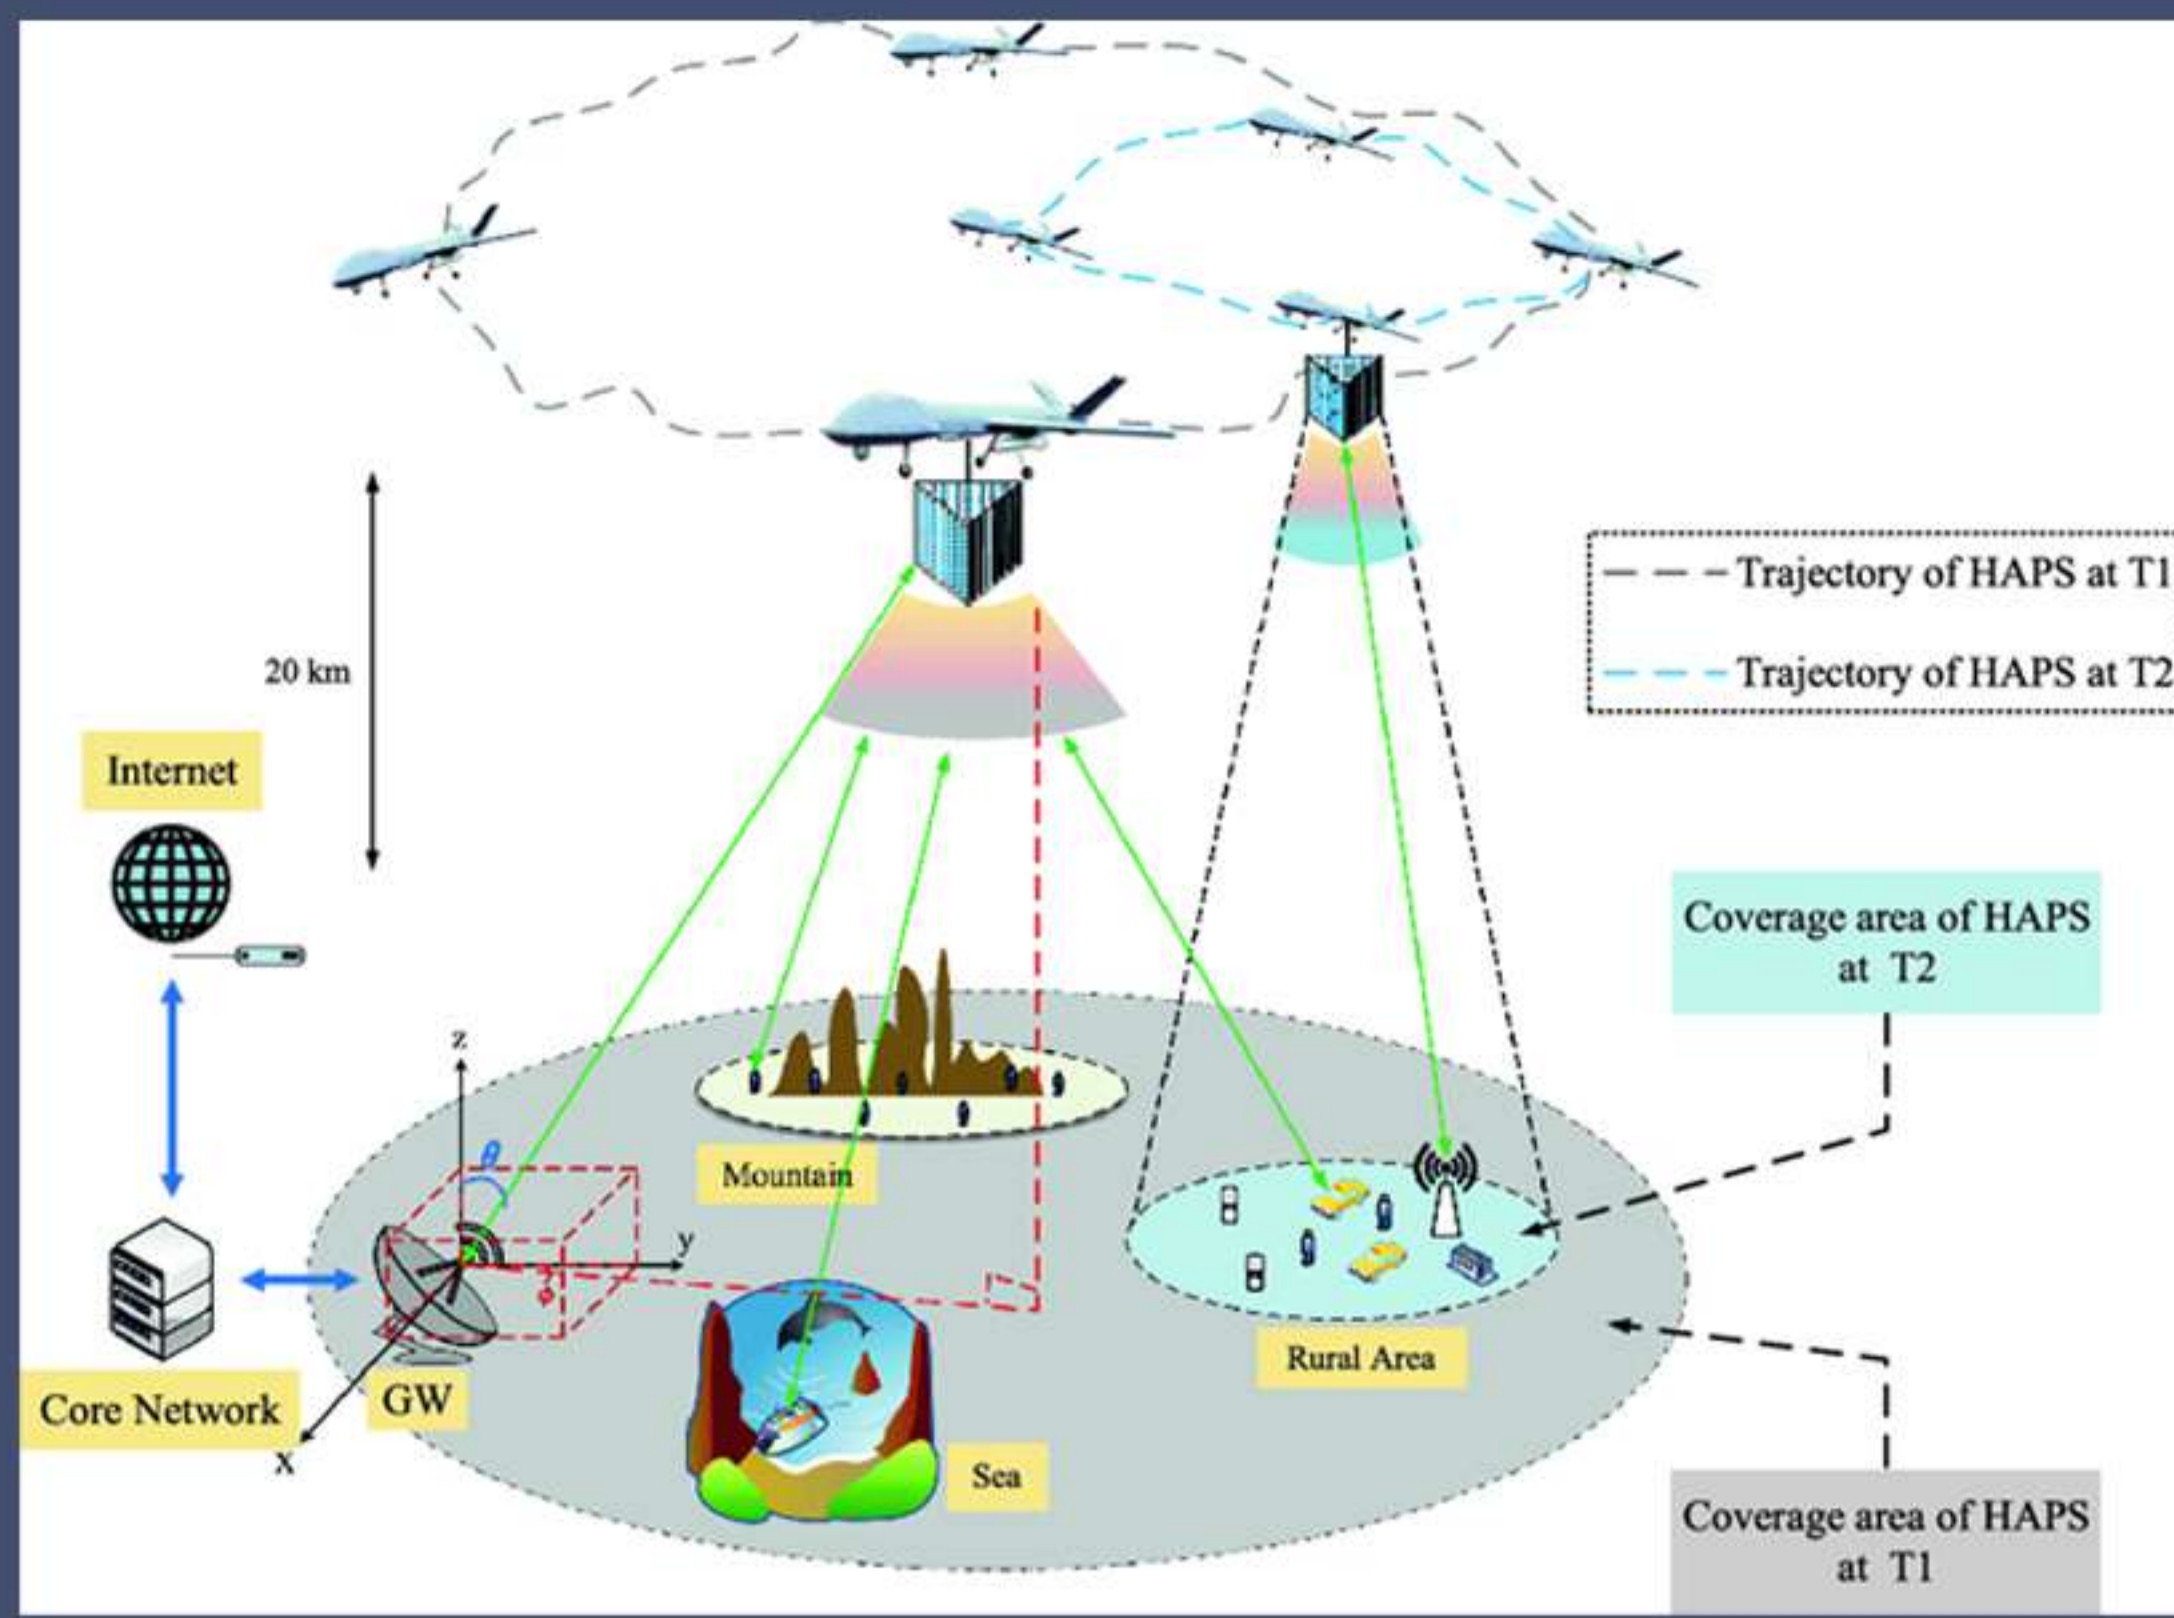 Trajectory of HAPS at T1
Trajectory of HAPS at T2
20 km
Internet
Coverage area of HAPS
at T2
z
θ
Mountain
y
ϕ
Rural Area
Core Network
GW
x
Sea
Coverage area of HAPS
at T1